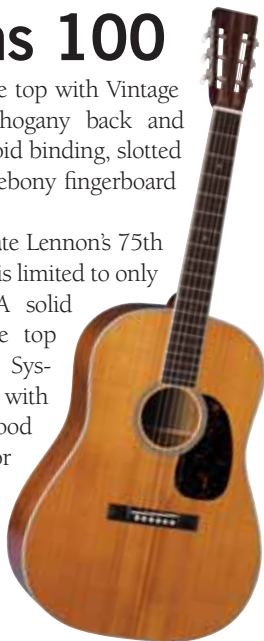 ns 100
e top with Vintage
hogany back and
oid binding, slotted
ebony fingerboard
ate Lennon’s 75th
is limited to only
A solid
e top
Sys-
with
ood
or